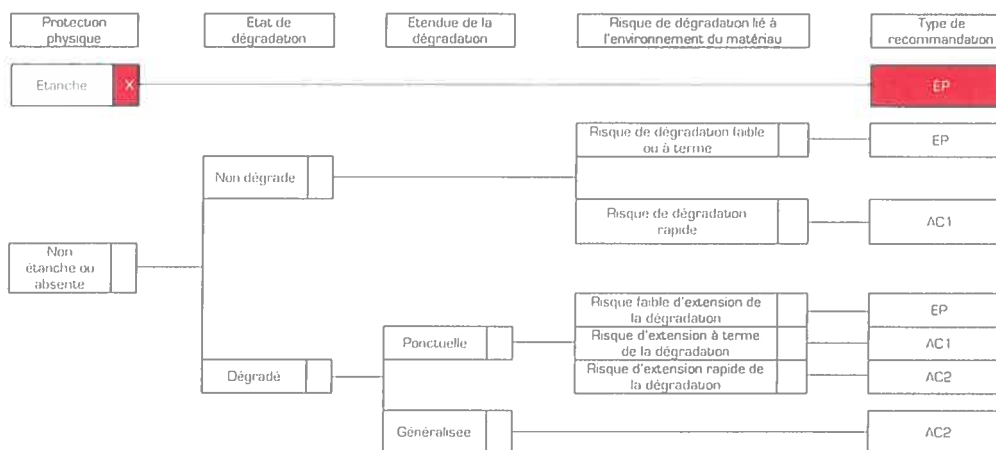 Protection
physique
Etat de
dégradation
Etendue de la
dégradation
Risque de dégradation lié à
l'environnement du matériau
Type de
recommandation
Etanche
X
EP
Risque de dégradation faible
ou à terme
EP
Non dégradé
Risque de dégradation
rapide
AC1
Non
étanche ou
absente
Risque faible d'extension de
la dégradation
EP
Ponctuelle
Risque d'extension à terme
de la dégradation
AC1
Dégradé
Risque d'extension rapide de
la dégradation
AC2
Généralisée
AC2